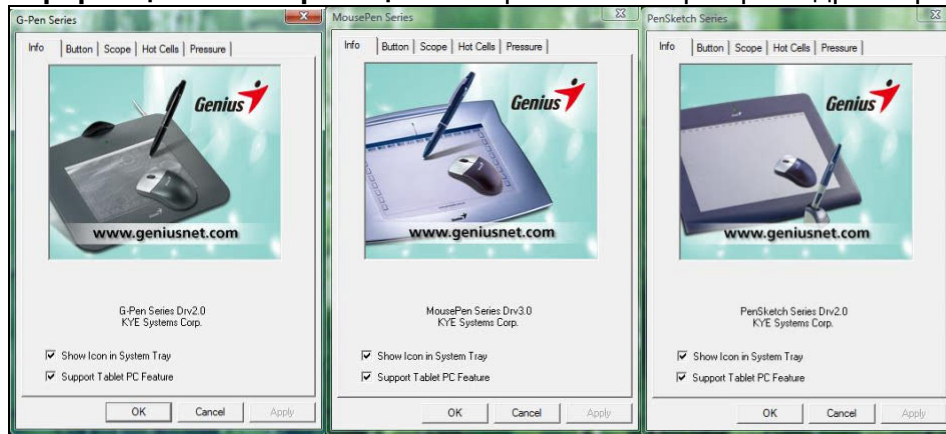 G-Pen Series
Info Button Scope Hot Cells Pressure
Genius
www.geniusnet.com
G-Pen Series Drv2.0
KYE Systems Corp.
Show Icon in System Tray
Support Tablet PC Feature
OK Cancel Apply
MousePen Series
Info Button Scope Hot Cells Pressure
Genius
www.geniusnet.com
MousePen Series Drv3.0
KYE Systems Corp.
Show Icon in System Tray
Support Tablet PC Feature
OK Cancel Apply
PenSketch Series
Info Button Scope Hot Cells Pressure
Genius
www.geniusnet.com
PenSketch Series Drv2.0
KYE Systems Corp.
Show Icon in System Tray
Support Tablet PC Feature
OK Cancel Apply